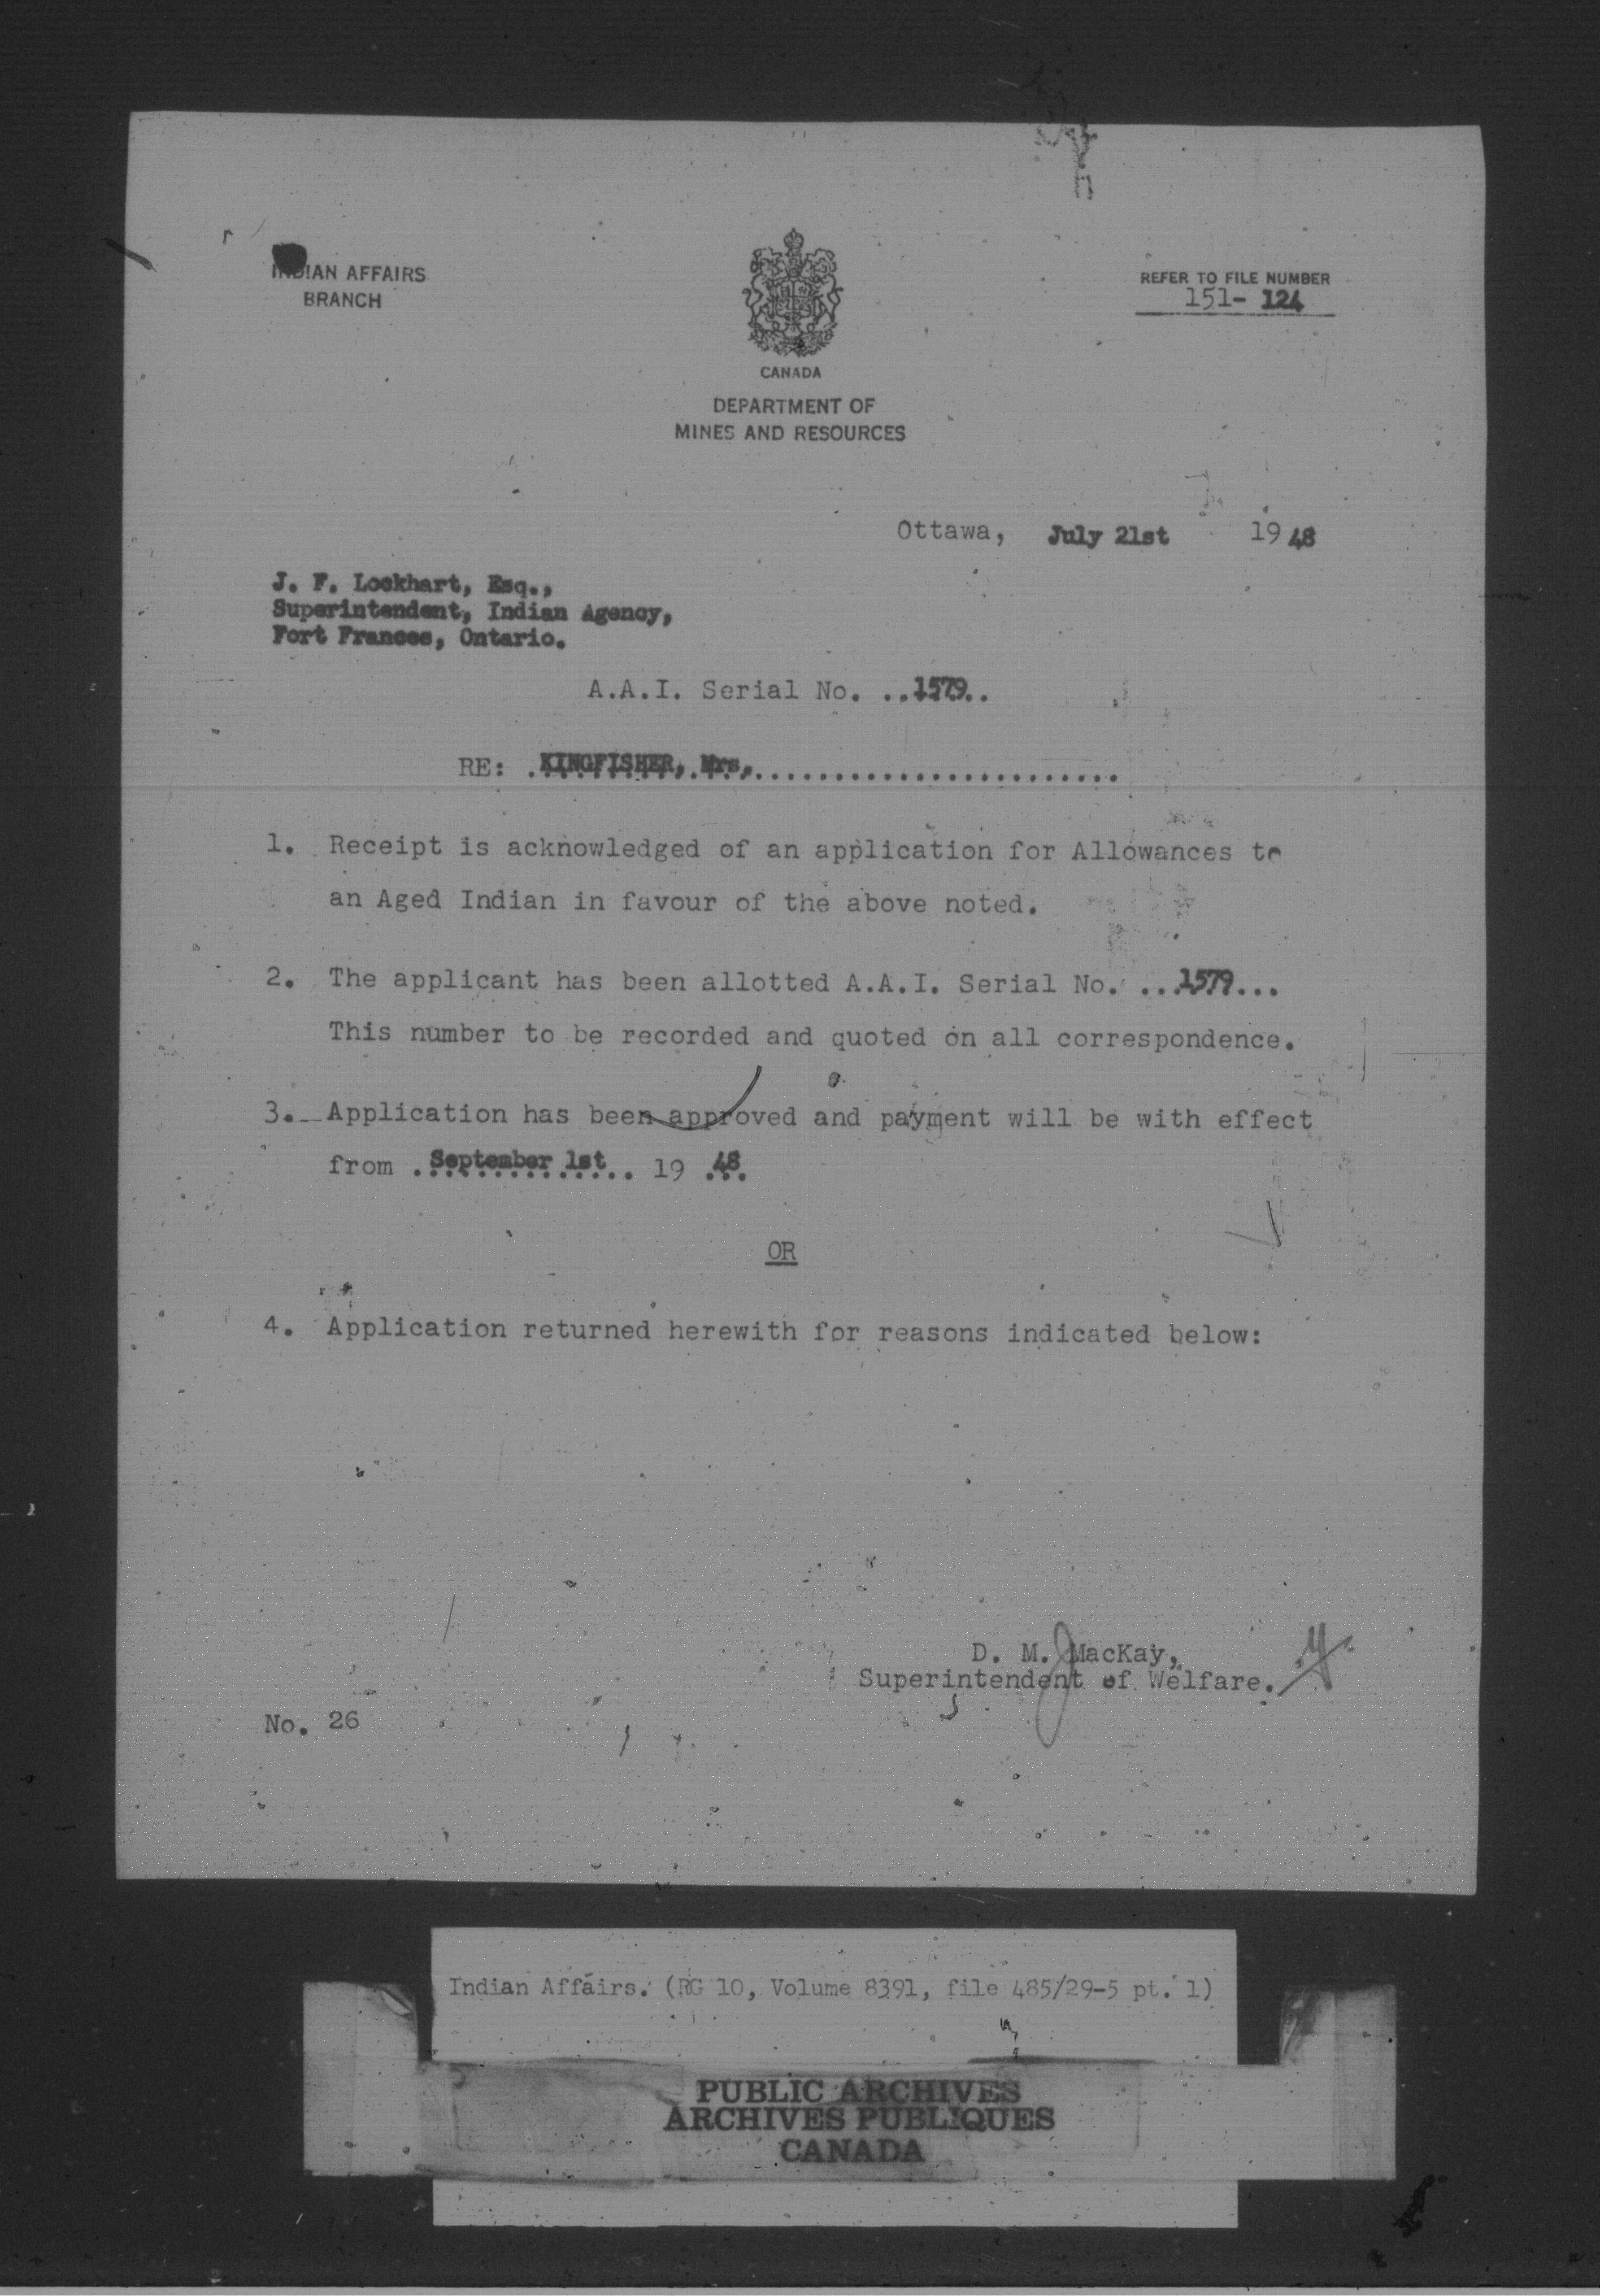 INDIAN AFFAIRS
BRANCH
REFER TO FILE NUMBER
151- 124
CANADA
DEPARTMENT OF
MINES AND RESOURCES
Ottawa, July 21st 19 48
J. F. Lockhart, Esq.,
Superintendent, Indian Agency,
Fort Frances, Ontario.
A.A.I. Serial No. ..1579..
RE: .KINGFISHER, Mrs........................
1. Receipt is acknowledged of an application for Allowances to
an Aged Indian in favour of the above noted.
2. The applicant has been allotted A.A.I. Serial No. ...1579...
This number to be recorded and quoted on all correspondence.
3. Application has been approved and payment will be with effect
from .September 1st.. 19 .48.
OR
4. Application returned herewith for reasons indicated below:
D. M. MacKay,
Superintendent of Welfare.
No. 26
Indian Affairs. (RG 10, Volume 8391, file 485/29-5 pt. 1)
PUBLIC ARCHIVES
ARCHIVES PUBLIQUES
CANADA